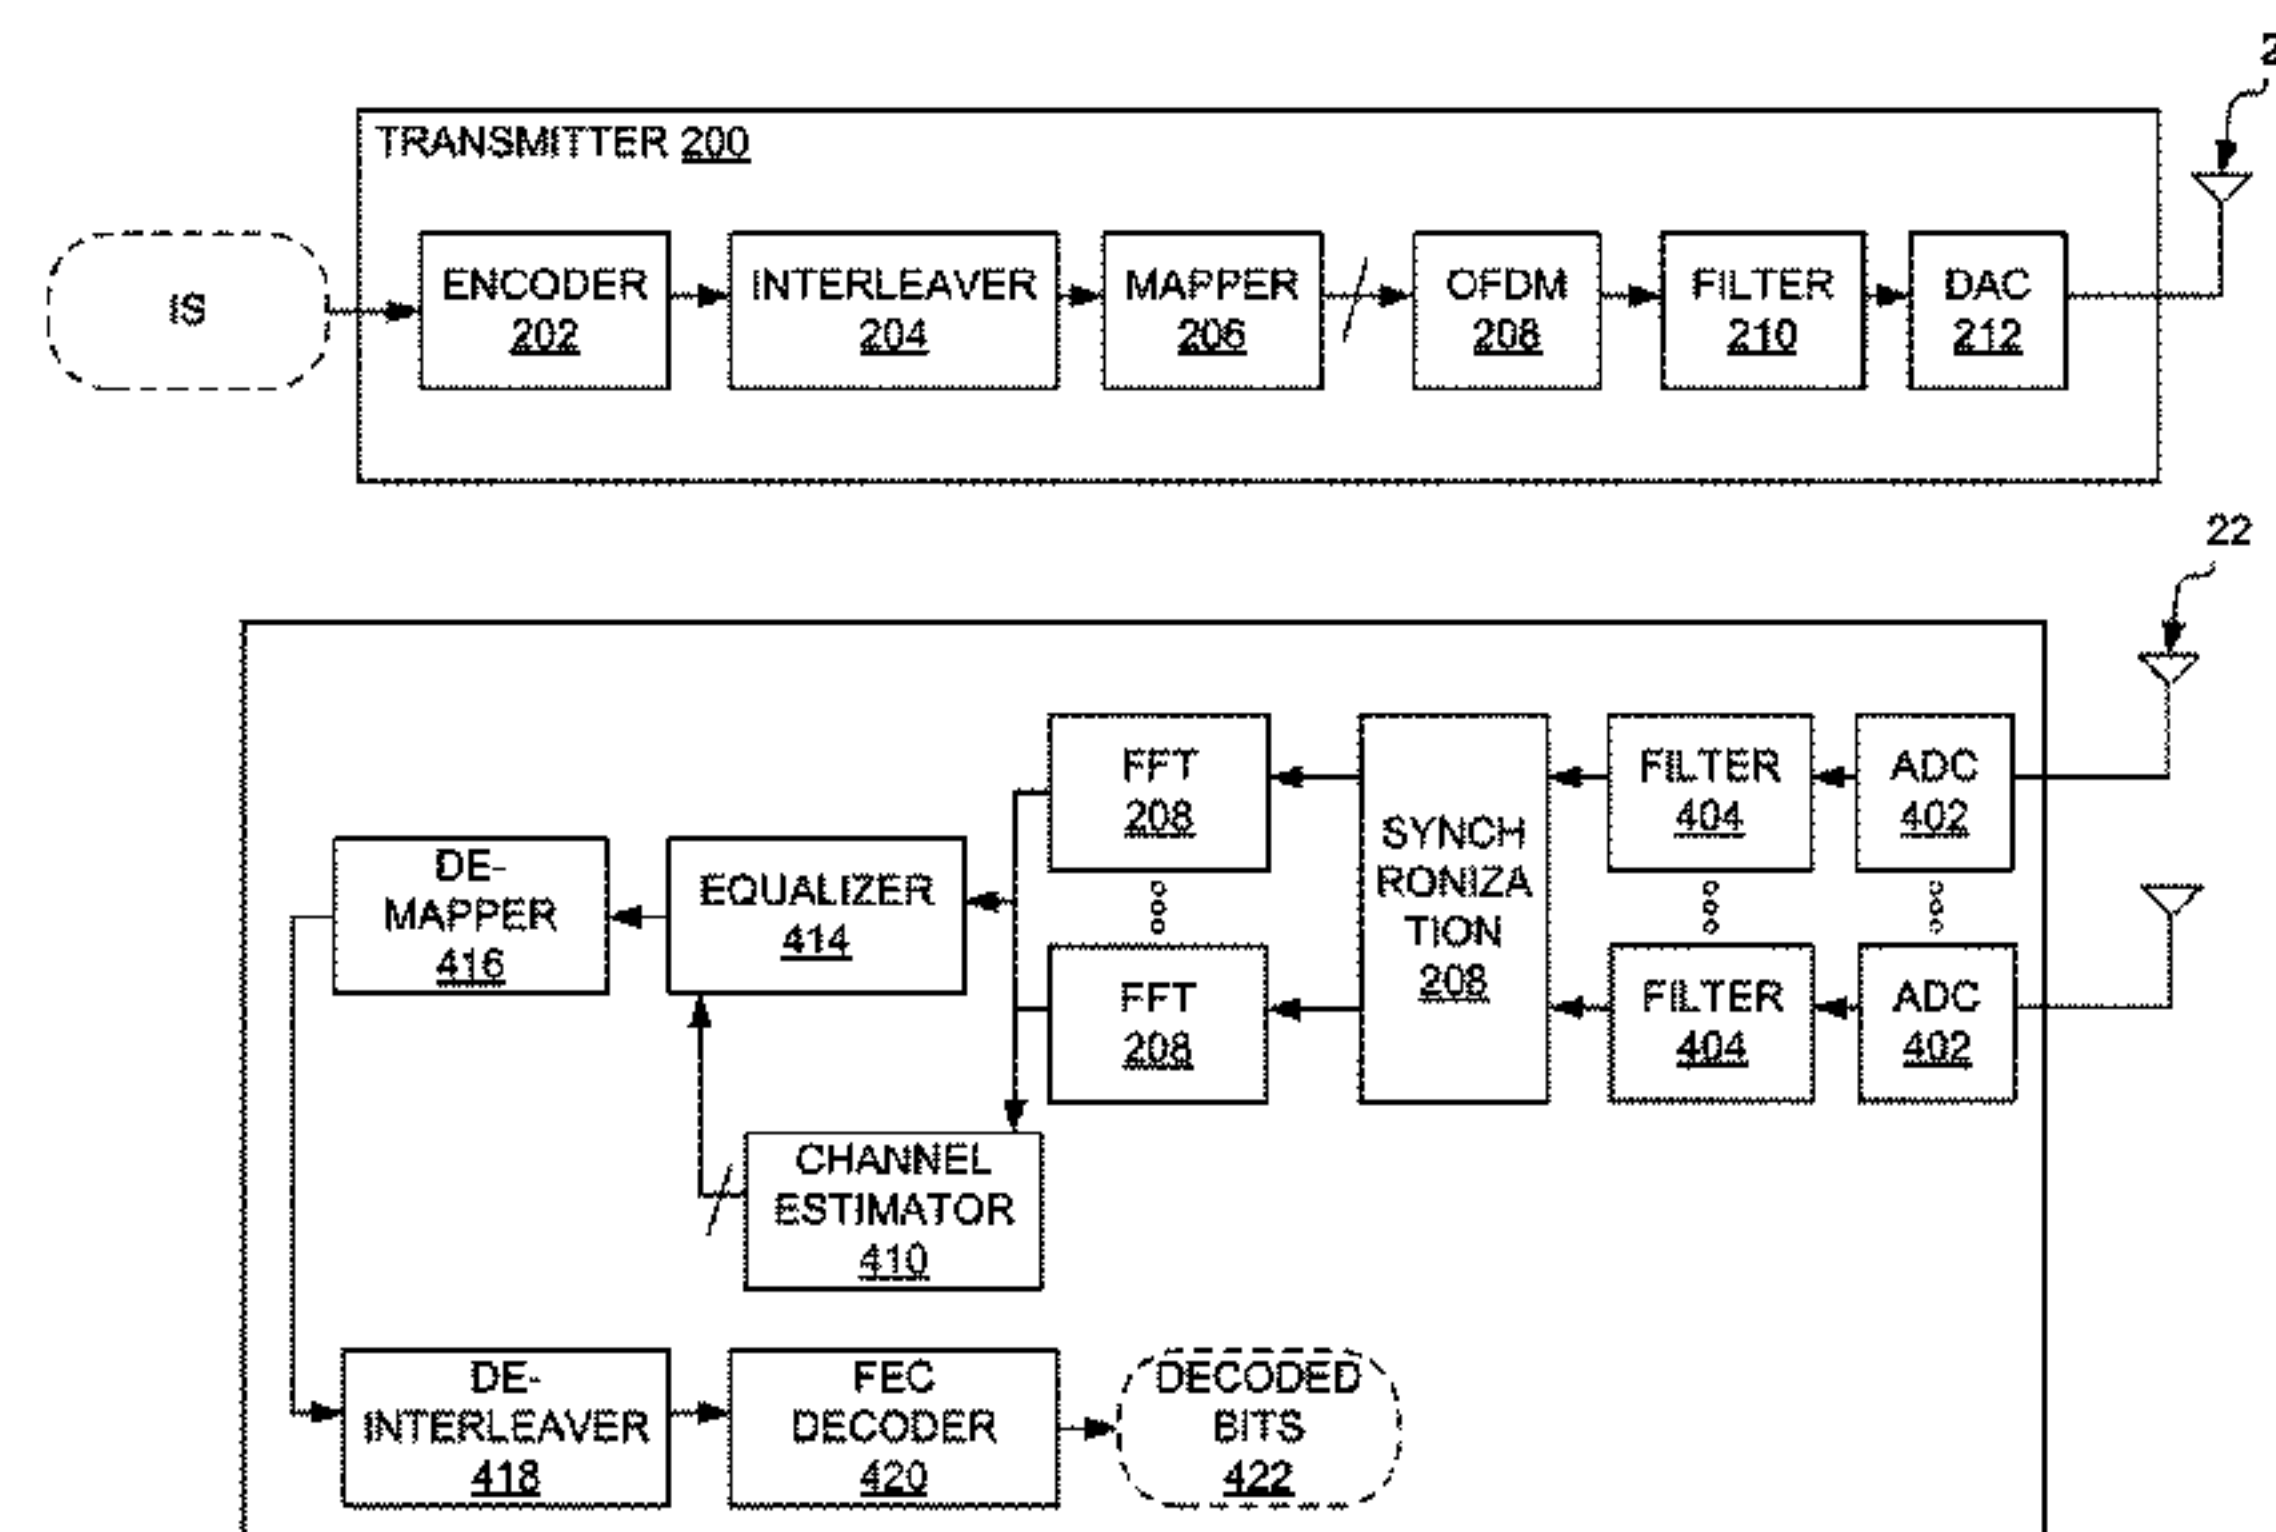 2
TRANSMITTER 200
IS
ENCODER
202
INTERLEAVER
204
MAPPER
206
OFDM
208
FILTER
210
DAC
212
22
FFT
208
SYNCH
RONIZA
TION
208
FILTER
404
ADC
402
DE-
MAPPER
416
EQUALIZER
414
FFT
208
FILTER
404
ADC
402
CHANNEL
ESTIMATOR
410
DE-
INTERLEAVER
418
FEC
DECODER
420
DECODED
BITS
422